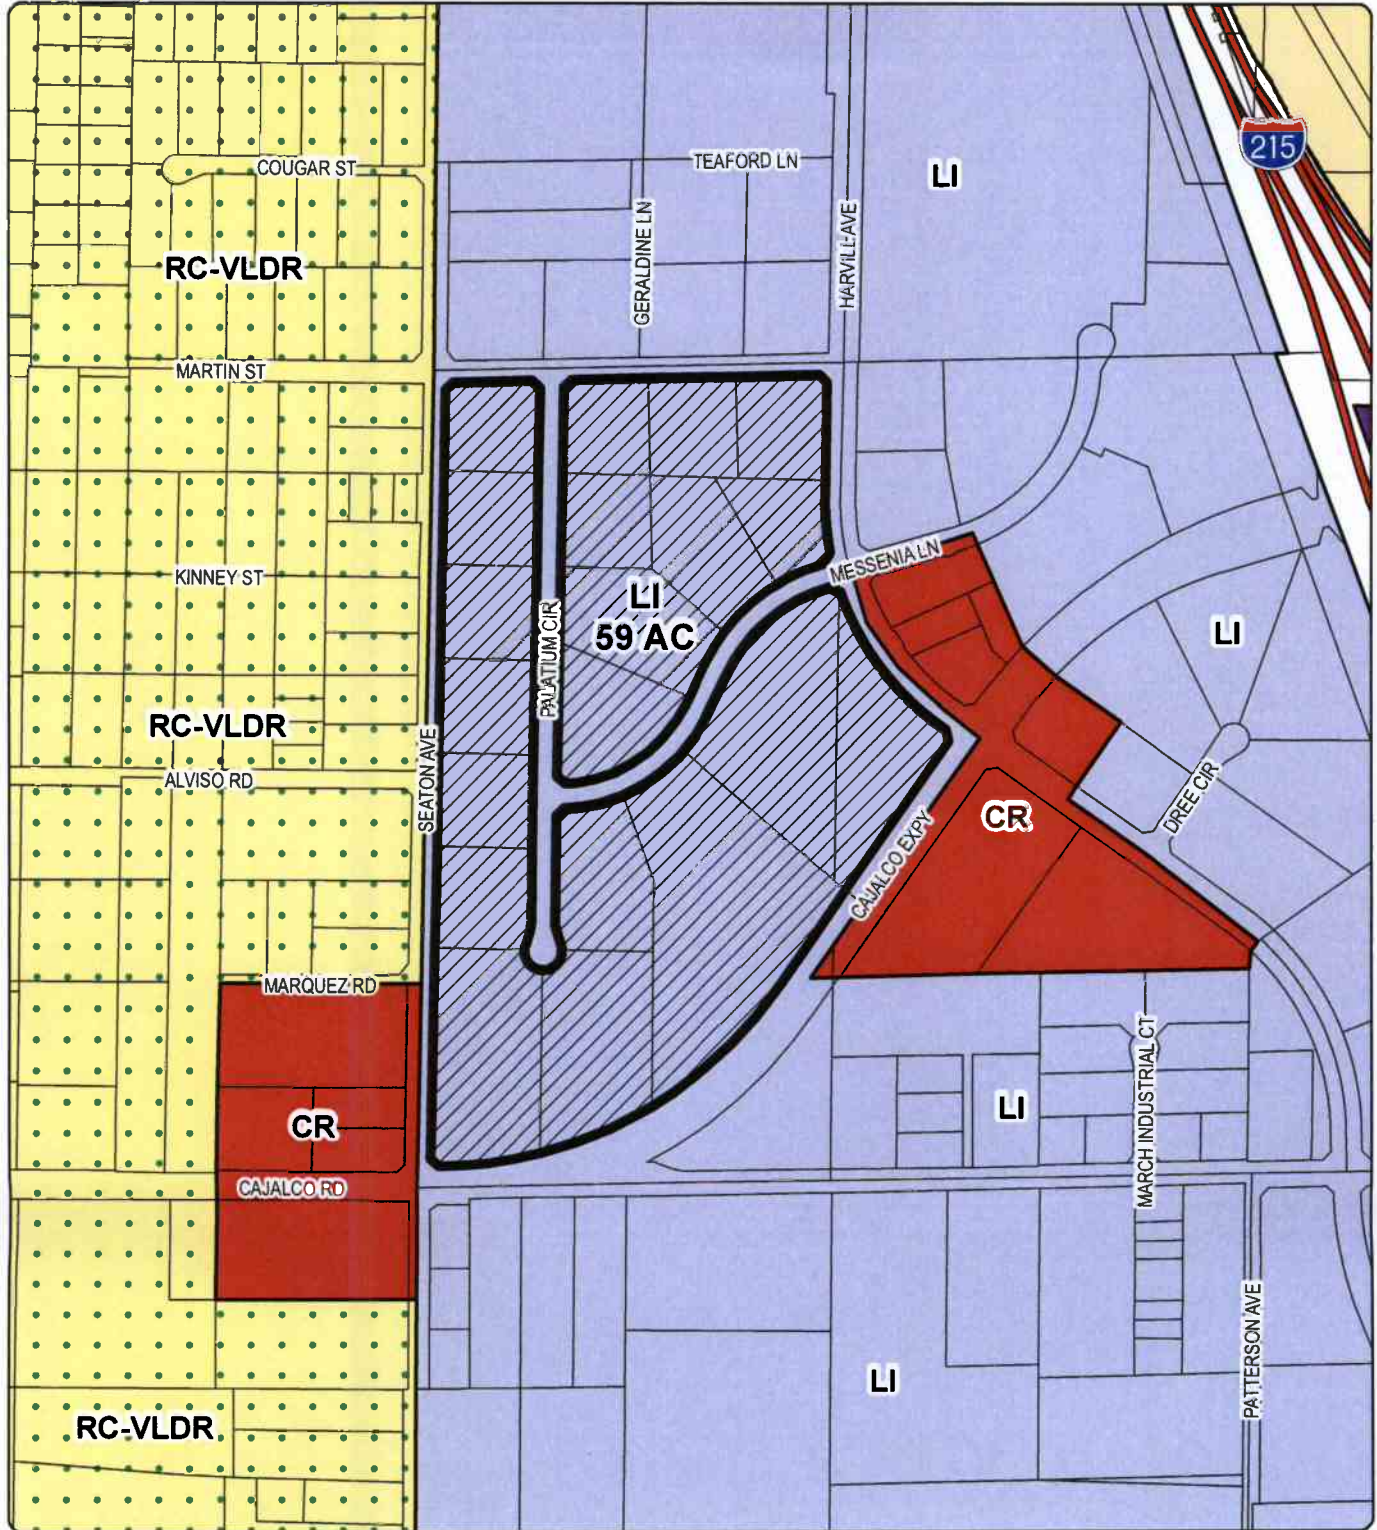 215
TEAFORD LN
COUGAR ST
LI
GERALDINE LN
HARVILL AVE
RC-VLDR
MARTIN ST
MESSENIA LN
KINNEY ST
LI
59 AC
PALATIUM CIR
LI
RC-VLDR
SEATON AVE
ALVISO RD
DREE CIR
CR
CAJALCO EXPY
MARQUEZ RD
MARCH INDUSTRIAL CT
LI
CR
CAJALCO RD
PATTERSON AVE
LI
RC-VLDR